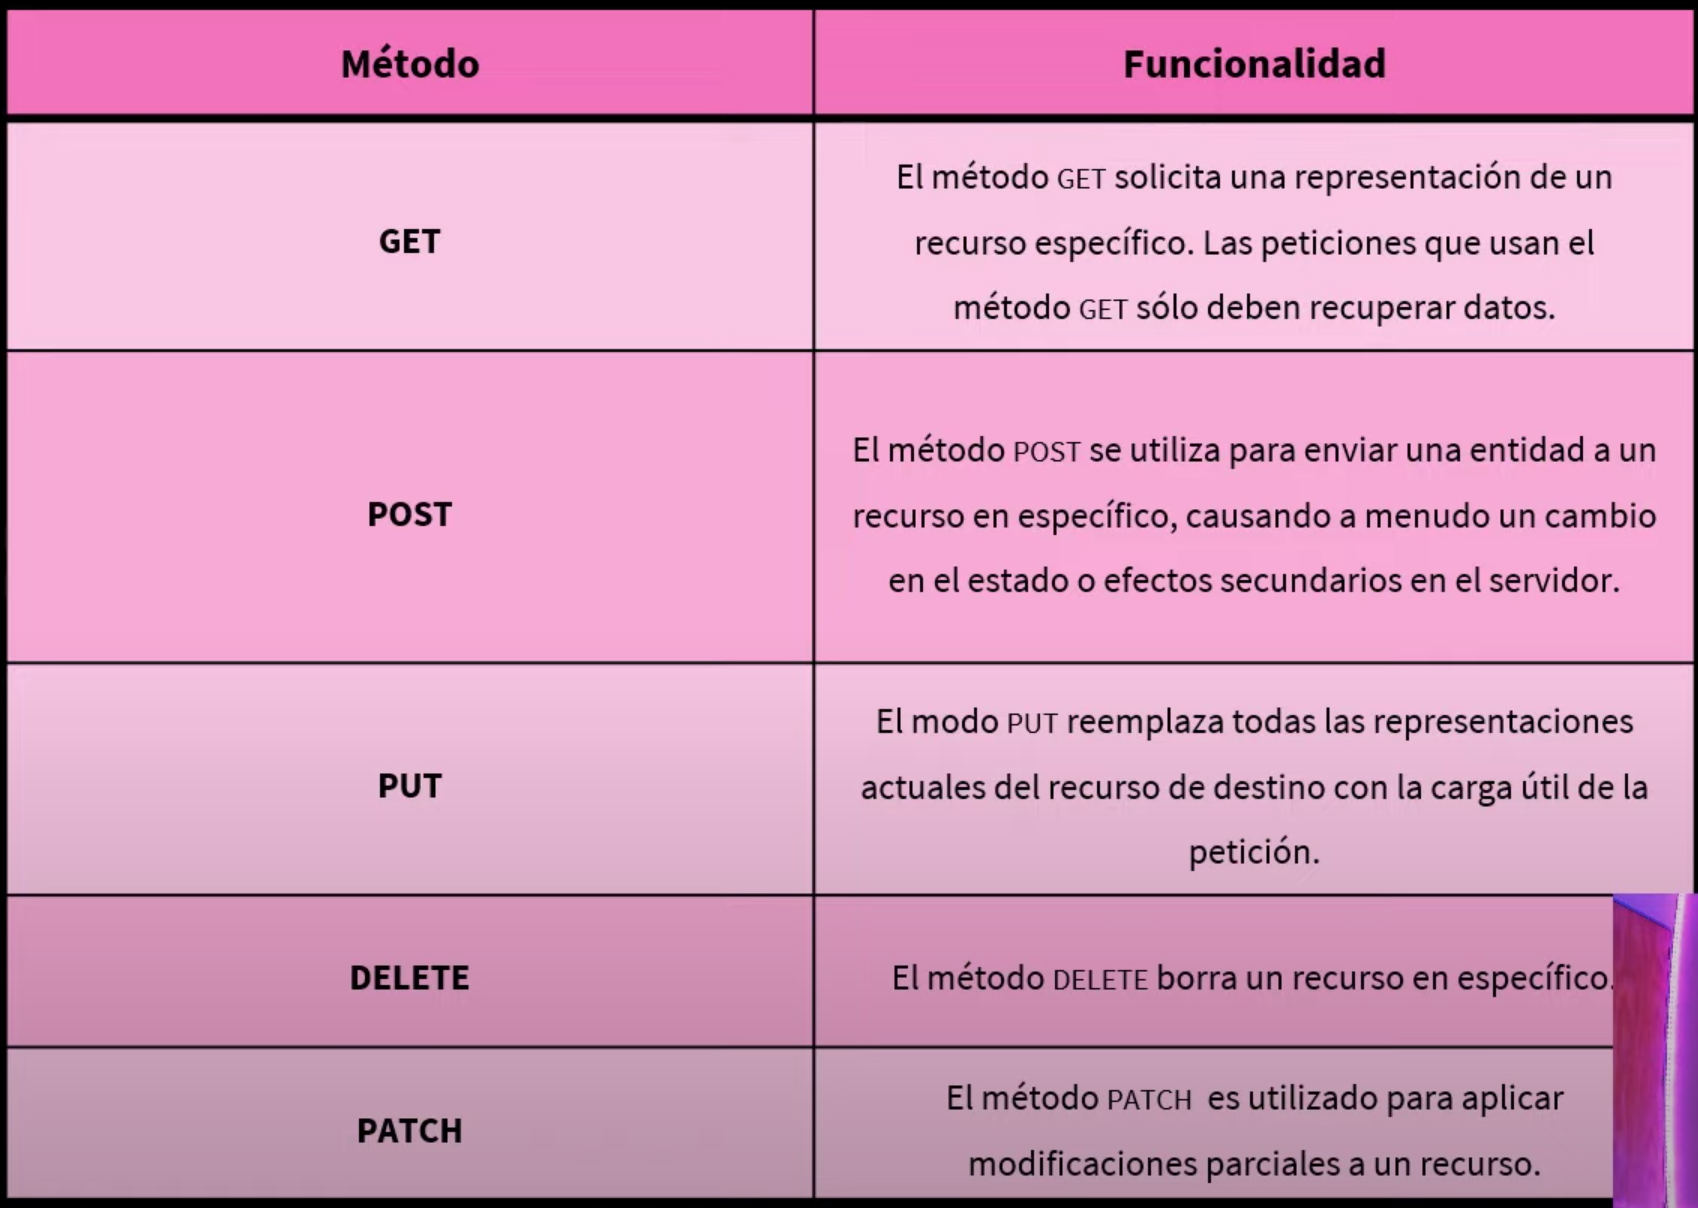 Método
Funcionalidad
GET
El método GET solicita una representación de un
recurso específico. Las peticiones que usan el
método GET sólo deben recuperar datos.
POST
El método POST se utiliza para enviar una entidad a un
recurso en específico, causando a menudo un cambio
en el estado o efectos secundarios en el servidor.
PUT
El modo PUT reemplaza todas las representaciones
actuales del recurso de destino con la carga útil de la
petición.
DELETE
El método DELETE borra un recurso en específico.
PATCH
El método PATCH es utilizado para aplicar
modificaciones parciales a un recurso.